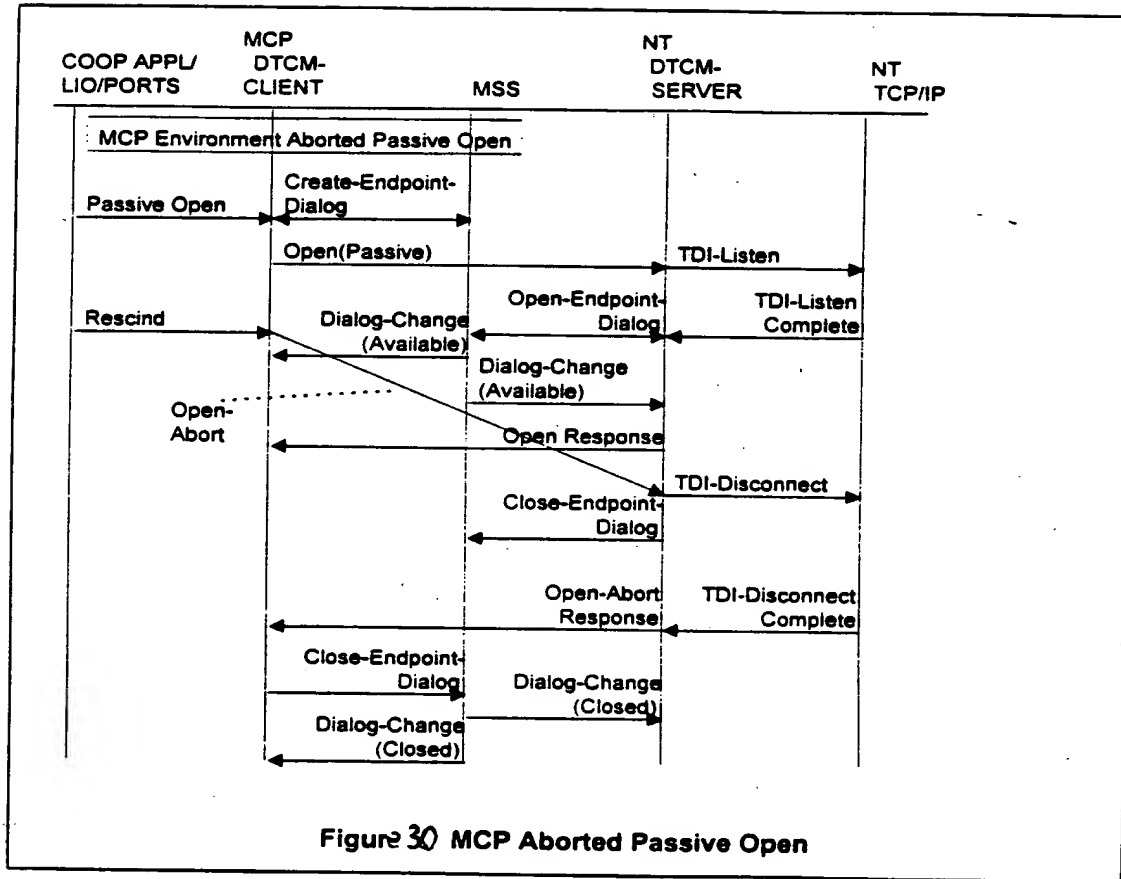 COOP APPL/
LIO/PORTS
MCP
DTCM-
CLIENT
MSS
NT
DTCM-
SERVER
NT
TCP/IP
MCP Environment Aborted Passive Open
Passive Open
Create-Endpoint-
Dialog
Open(Passive)
TDI-Listen
Rescind
Dialog-Change
(Available)
Open-Endpoint-
Dialog
TDI-Listen
Complete
Dialog-Change
(Available)
Open-
Abort
Open Response
TDI-Disconnect
Close-Endpoint-
Dialog
Open-Abort
Response
TDI-Disconnect
Complete
Close-Endpoint-
Dialog
Dialog-Change
(Closed)
Dialog-Change
(Closed)
Figure 30 MCP Aborted Passive Open